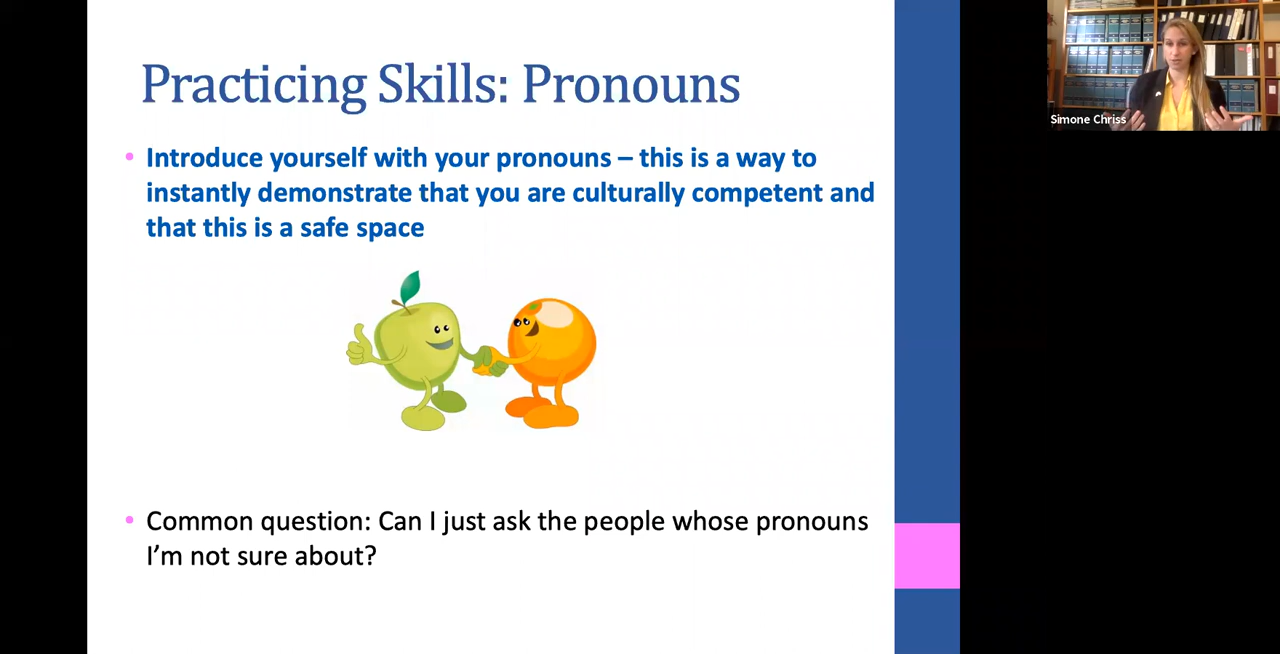 Practicing Skills: Pronouns
• Introduce yourself with your pronouns – this is a way to
instantly demonstrate that you are culturally competent and
that this is a safe space
• Common question: Can I just ask the people whose pronouns
I’m not sure about?
Simone Chriss